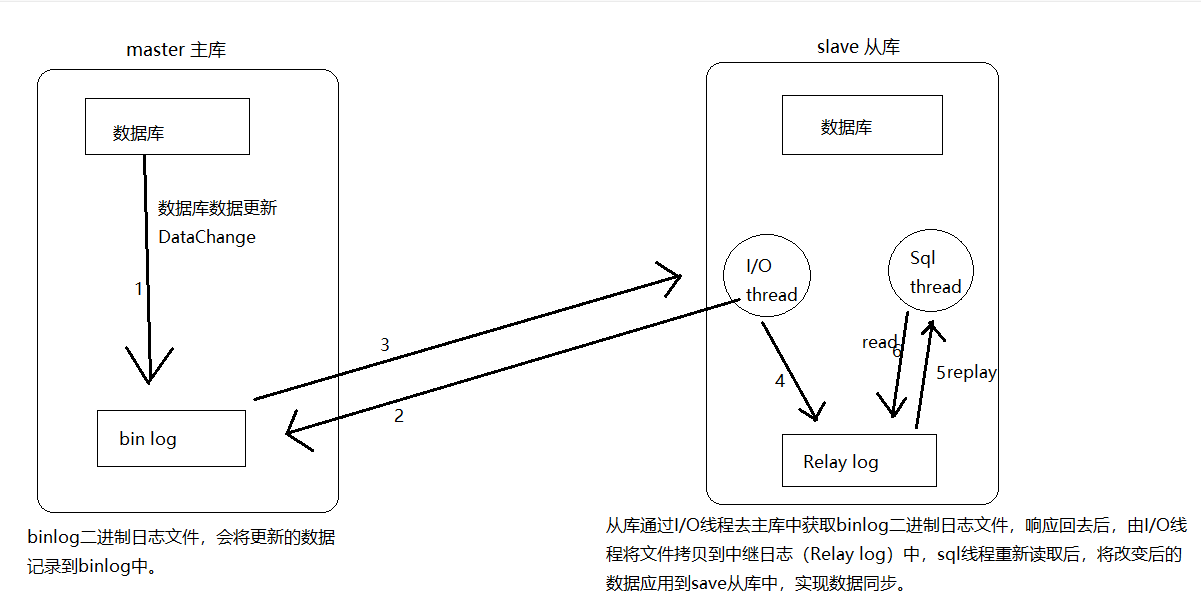 master 主库
slave 从库
数据库
数据库
数据库数据更新
DataChange
1
I/O
thread
Sql
thread
3
2
4
read
6
5replay
bin log
Relay log
binlog二进制日志文件，会将更新的数据
记录到binlog中。
从库通过I/O线程去主库中获取binlog二进制日志文件，响应回去后，由I/O线
程将文件拷贝到中继日志（Relay log）中，sql线程重新读取后，将改变后的
数据应用到save从库中，实现数据同步。